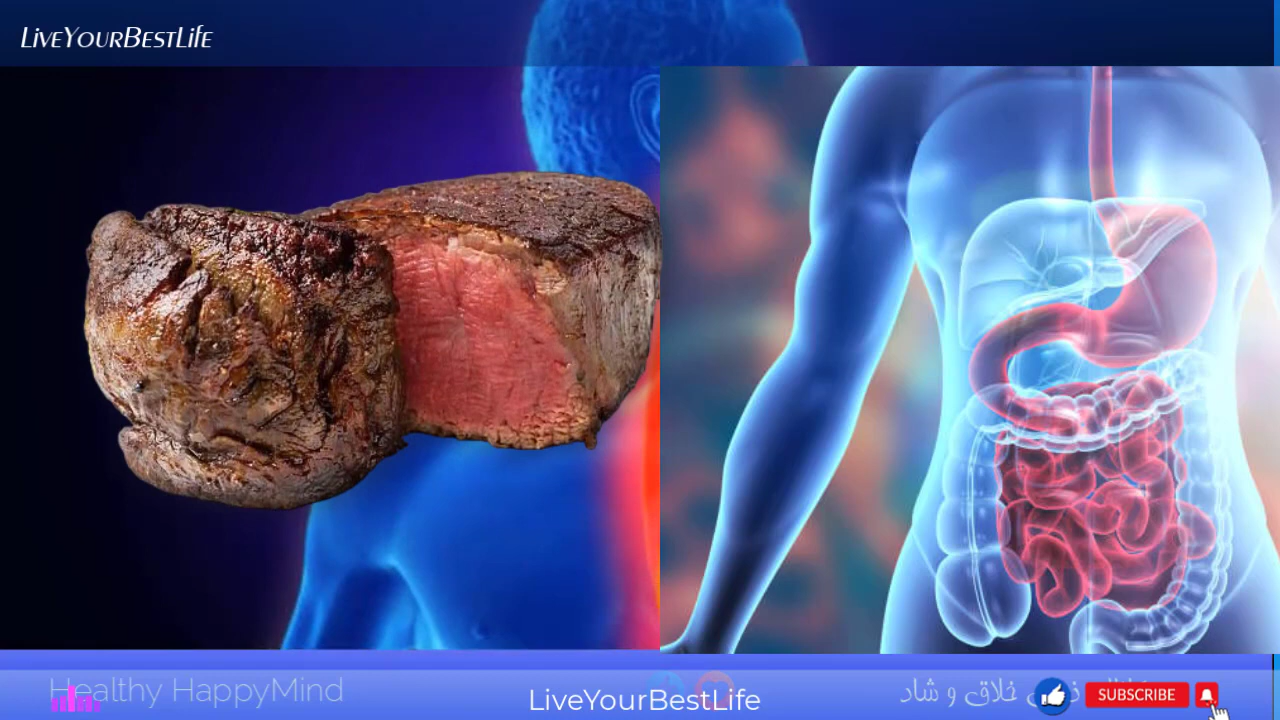 LiveYourBestLife
Healthy HappyMind
LiveYourBestLife
خلاق و شاد
SUBSCRIBE